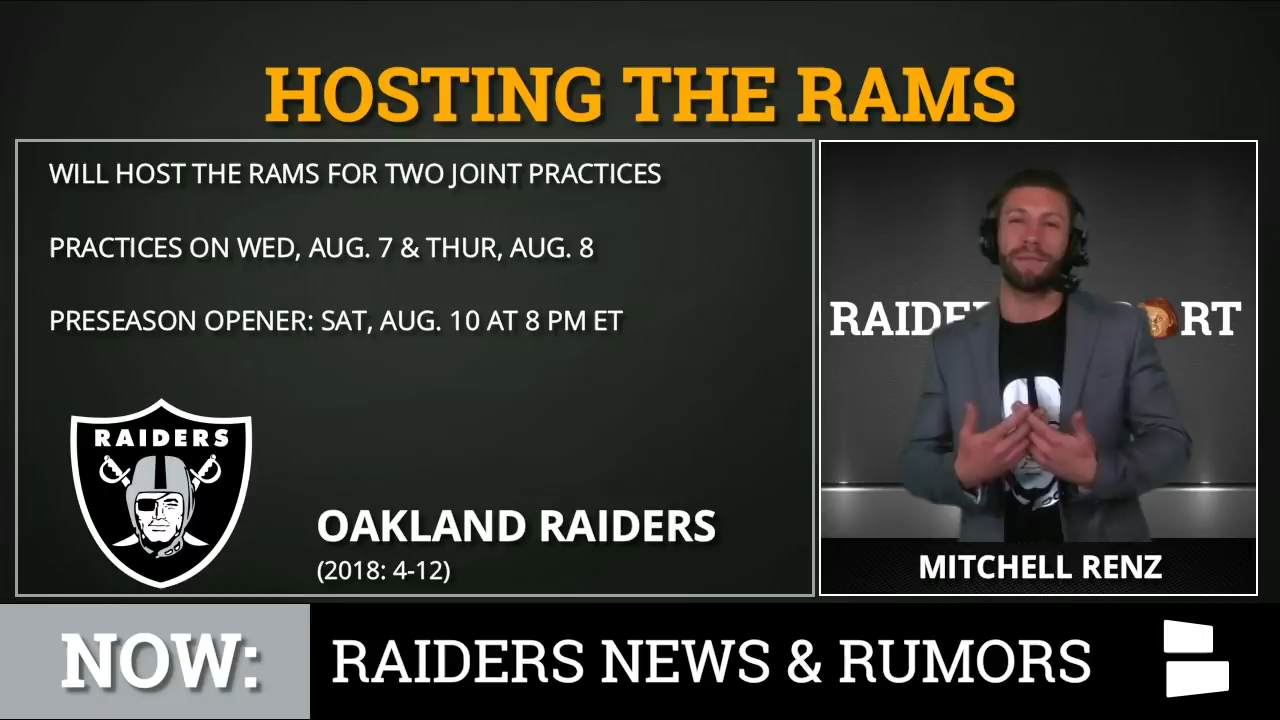 HOSTING THE RAMS
WILL HOST THE RAMS FOR TWO JOINT PRACTICES
PRACTICES ON WED, AUG. 7 & THUR, AUG. 8
PRESEASON OPENER: SAT, AUG. 10 AT 8 PM ET
RAIDERS
OAKLAND RAIDERS
(2018: 4-12)
MITCHELL RENZ
NOW:
RAIDERS NEWS & RUMORS